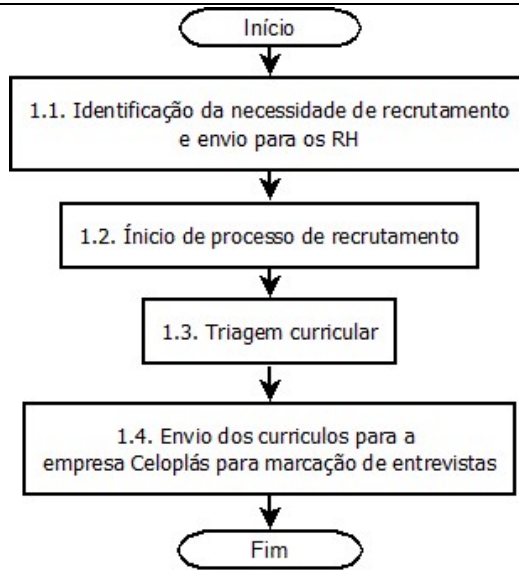 Início
1.1. Identificação da necessidade de recrutamento
e envio para os RH
1.2. Ínicio de processo de recrutamento
1.3. Triagem curricular
1.4. Envio dos curriculos para a
empresa Celoplás para marcação de entrevistas
Fim